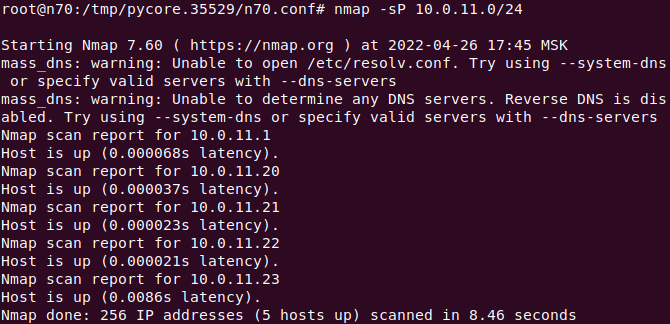 root@n70:/tmp/pycore.35529/n70.conf# nmap -sP 10.0.11.0/24
Starting Nmap 7.60 ( https://nmap.org ) at 2022-04-26 17:45 MSK
mass_dns: warning: Unable to open /etc/resolv.conf. Try using --system-dns
 or specify valid servers with --dns-servers
mass_dns: warning: Unable to determine any DNS servers. Reverse DNS is dis
abled. Try using --system-dns or specify valid servers with --dns-servers
Nmap scan report for 10.0.11.1
Host is up (0.000068s latency).
Nmap scan report for 10.0.11.20
Host is up (0.000037s latency).
Nmap scan report for 10.0.11.21
Host is up (0.000023s latency).
Nmap scan report for 10.0.11.22
Host is up (0.000021s latency).
Nmap scan report for 10.0.11.23
Host is up (0.0086s latency).
Nmap done: 256 IP addresses (5 hosts up) scanned in 8.46 seconds